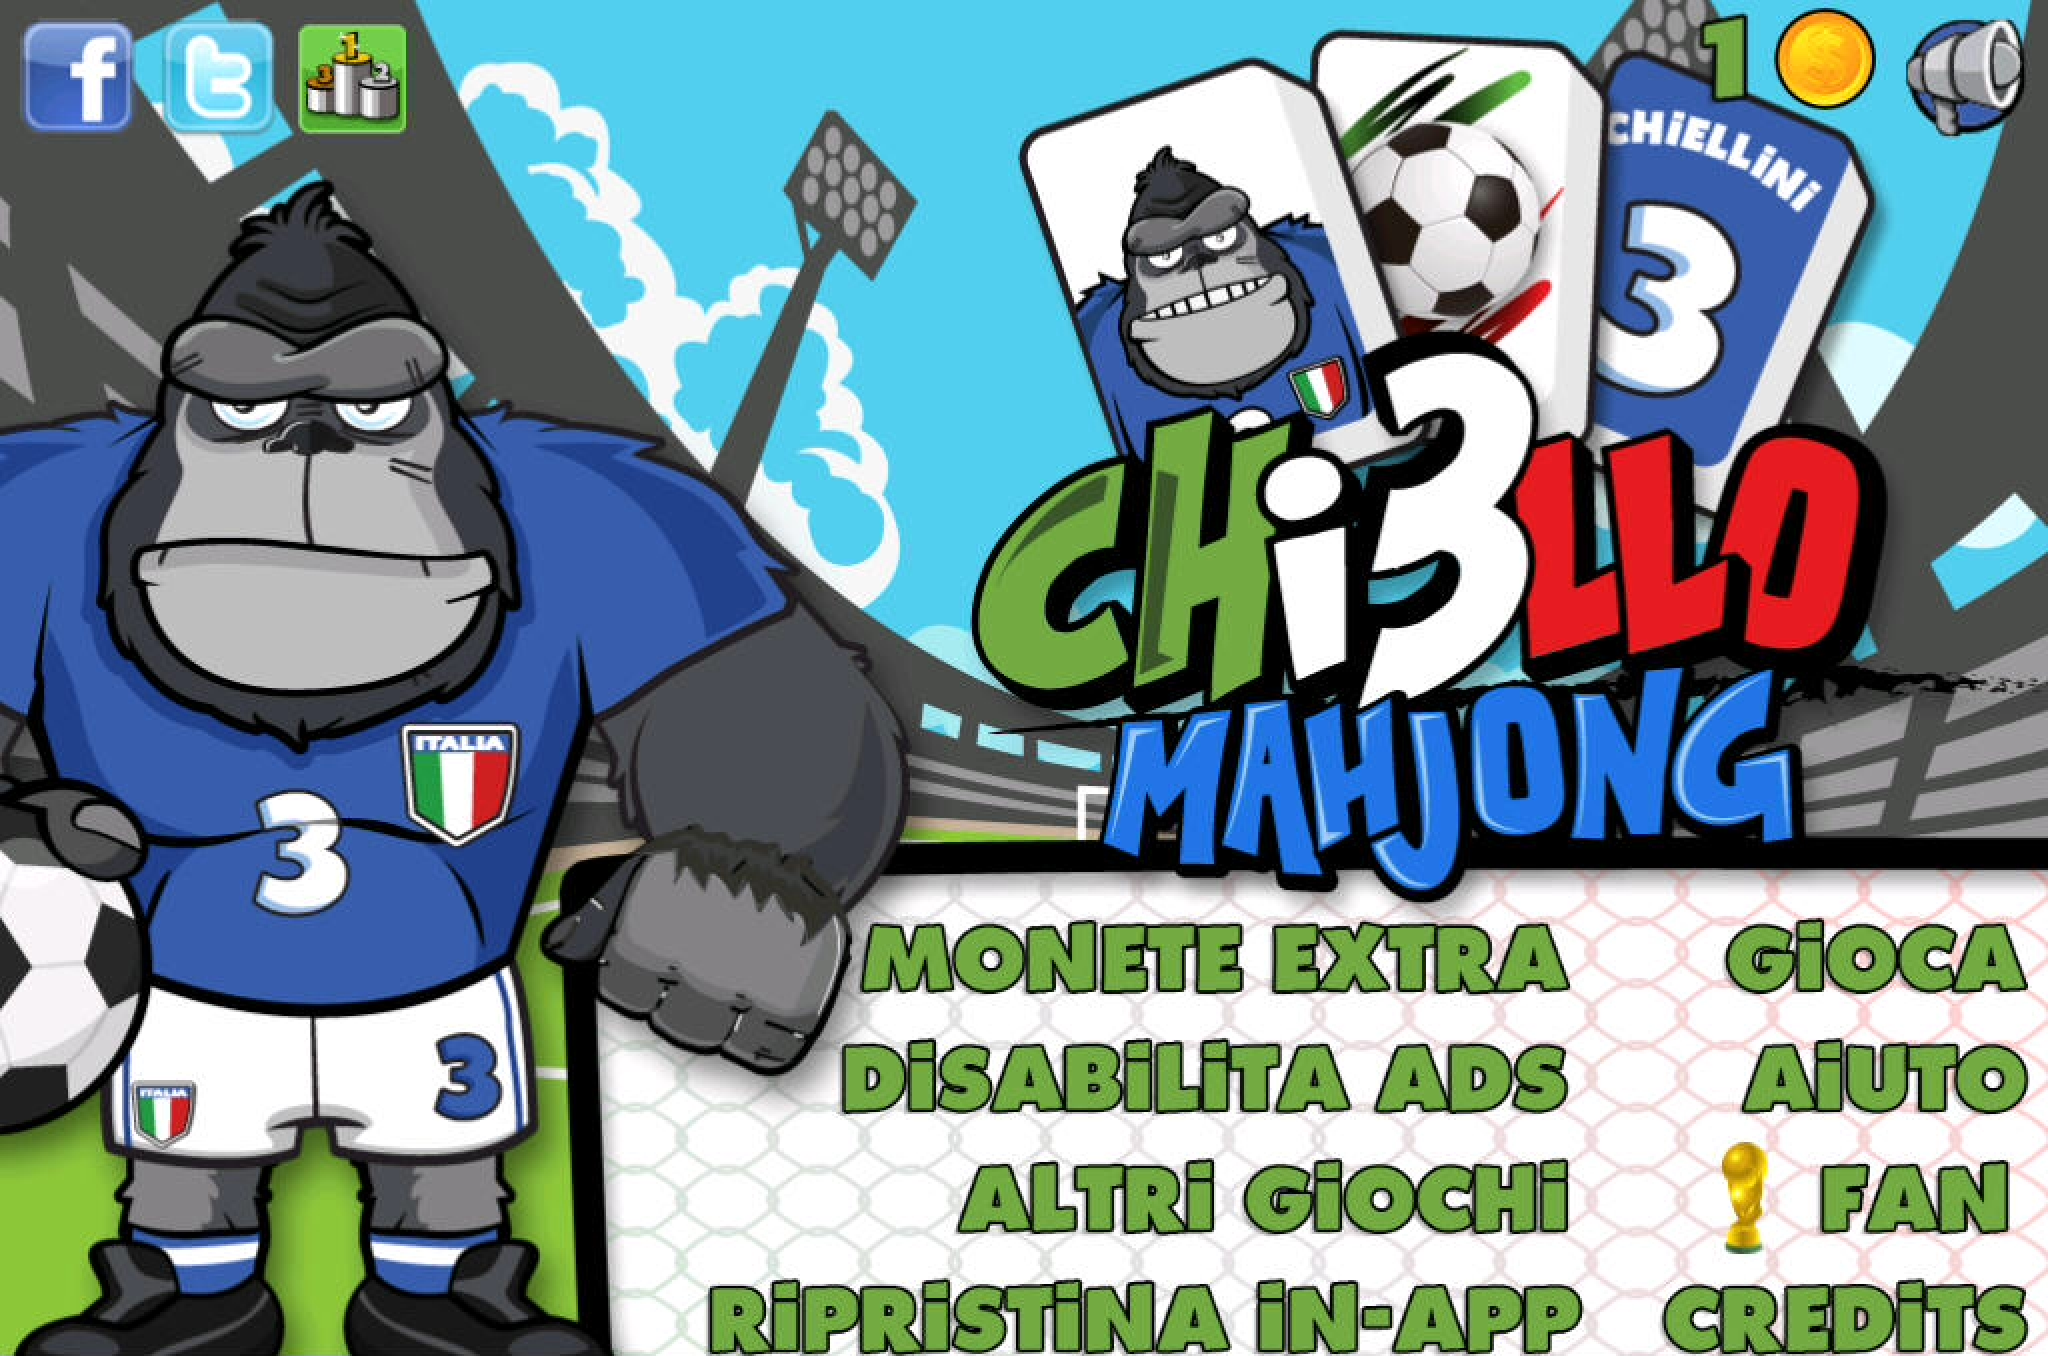 1
CHIELLINI
3
CHi3LLO
MAHJONG
ITALIA
3
ITALIA
3
MONETE EXTRA
GiOCA
DiSABiLiTA ADS
AiUTO
ALTRi GiOCHi
FAN
RiPRiSTiNA iN-APP
CREDiTS